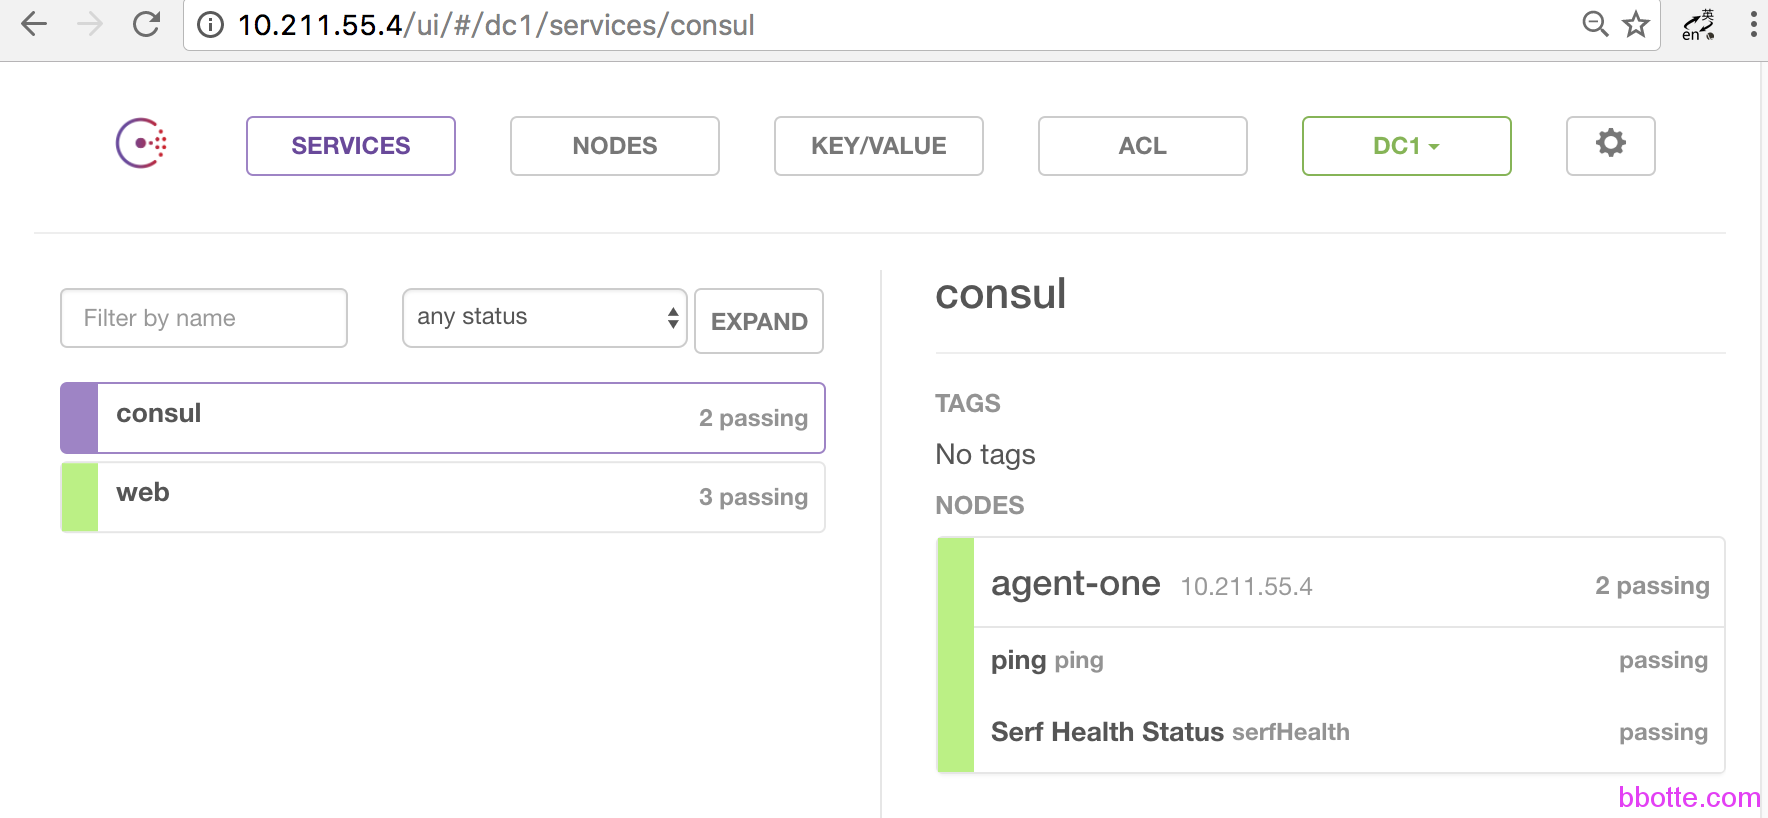 10.211.55.4/ui/#/dc1/services/consul
英
en
SERVICES NODES KEY/VALUE ACL DC1
Filter by name any status EXPAND
consul 2 passing
web 3 passing
consul
TAGS
No tags
NODES
agent-one 10.211.55.4 2 passing
ping ping passing
Serf Health Status serfHealth passing
bbotte.com